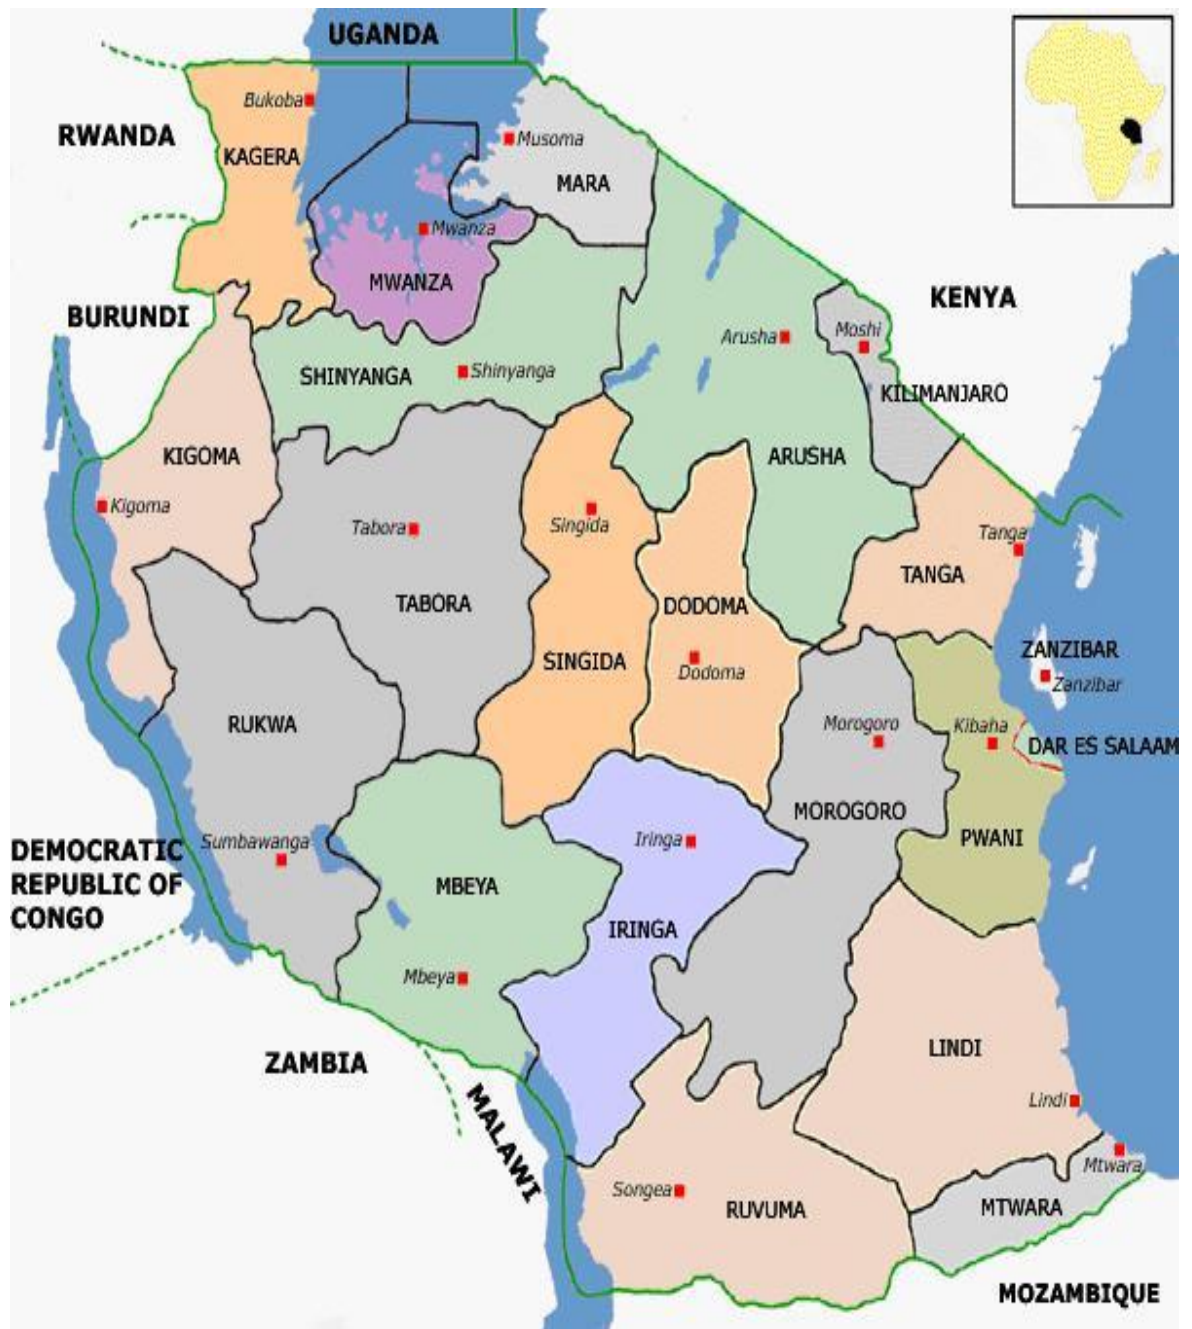 UGANDA
Bukoba
RWANDA
Musoma
KAGERA
MARA
Mwanza
MWANZA
BURUNDI
KENYA
Arusha
Moshi
SHINYANGA
Shinyanga
KILIMANJARO
KIGOMA
ARUSHA
Kigoma
Tabora
Singida
Tanga
TANGA
TABORA
DODOMA
ZANZIBAR
SINGIDA
Dodoma
Zanzibar
RUKWA
Morogoro
Kibaha
DAR ES SALAAM
MOROGORO
Sumbawanga
Iringa
PWANI
DEMOCRATIC
REPUBLIC OF
CONGO
MBEYA
IRINGA
Mbeya
LINDI
ZAMBIA
MALAWI
Lindi
Mtwara
Songea
RUVUMA
MTWARA
MOZAMBIQUE